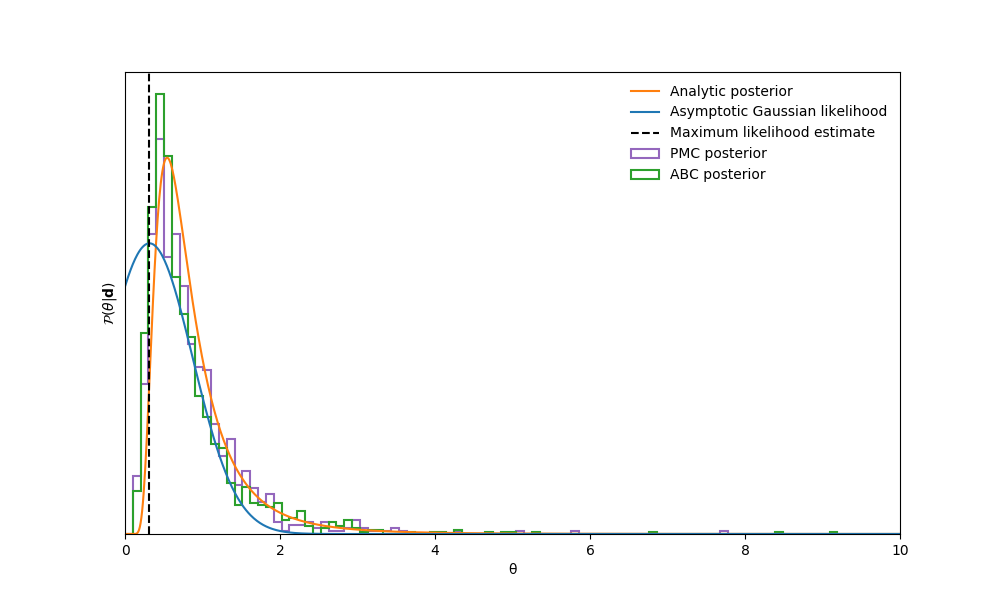 Analytic posterior
Asymptotic Gaussian likelihood
Maximum likelihood estimate
PMC posterior
ABC posterior
𝒫(θ|𝐝)
0 2 4 6 8 10
θ